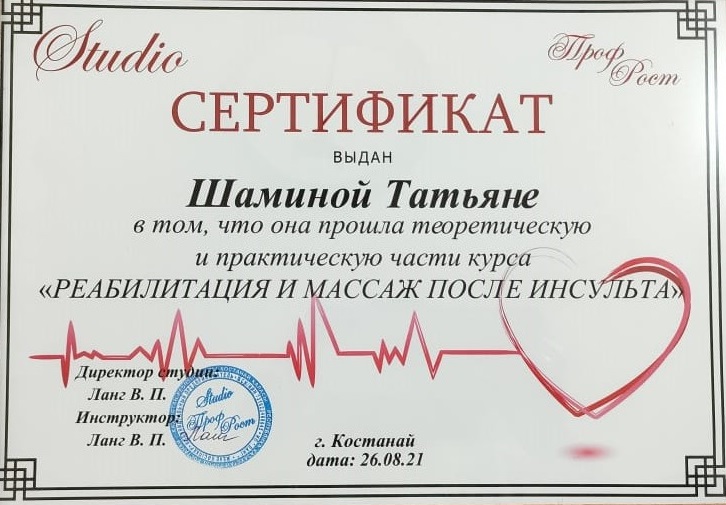 Studio
Проф Рост
СЕРТИФИКАТ
ВЫДАН
Шаминой Татьяне
в том, что она прошла теоретическую
и практическую части курса
«РЕАБИЛИТАЦИЯ И МАССАЖ ПОСЛЕ ИНСУЛЬТА»
Директор студии:
Ланг В. П.
Инструктор:
Ланг В. П.
Studio
Проф Рост
г. Костанай
дата: 26.08.21